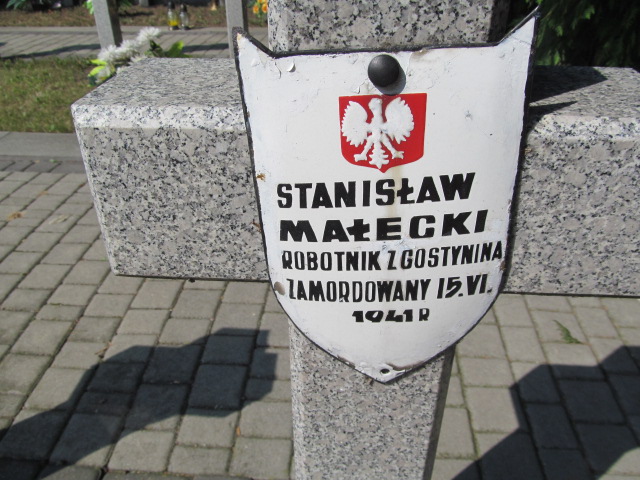 STANISŁAW
MAŁECKI
ROBOTNIK Z GOSTYNINA
ZAMORDOWANY 15.VI.
1941 R